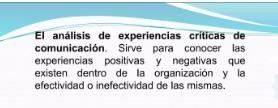 El análisis de experiencias críticas de
comunicación. Sirve para conocer las
experiencias positivas y negativas que
existen dentro de la organización y la
efectividad o inefectividad de las mismas.